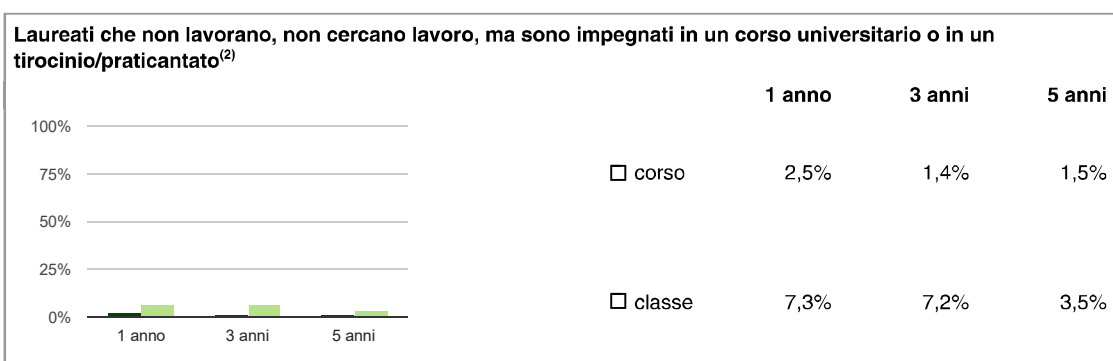 Laureati che non lavorano, non cercano lavoro, ma sono impegnati in un corso universitario o in un
tirocinio/praticantato(2)
1 anno 3 anni 5 anni
100%
75%
50%
25%
0%
1 anno 3 anni 5 anni
corso 2,5% 1,4% 1,5%
classe 7,3% 7,2% 3,5%